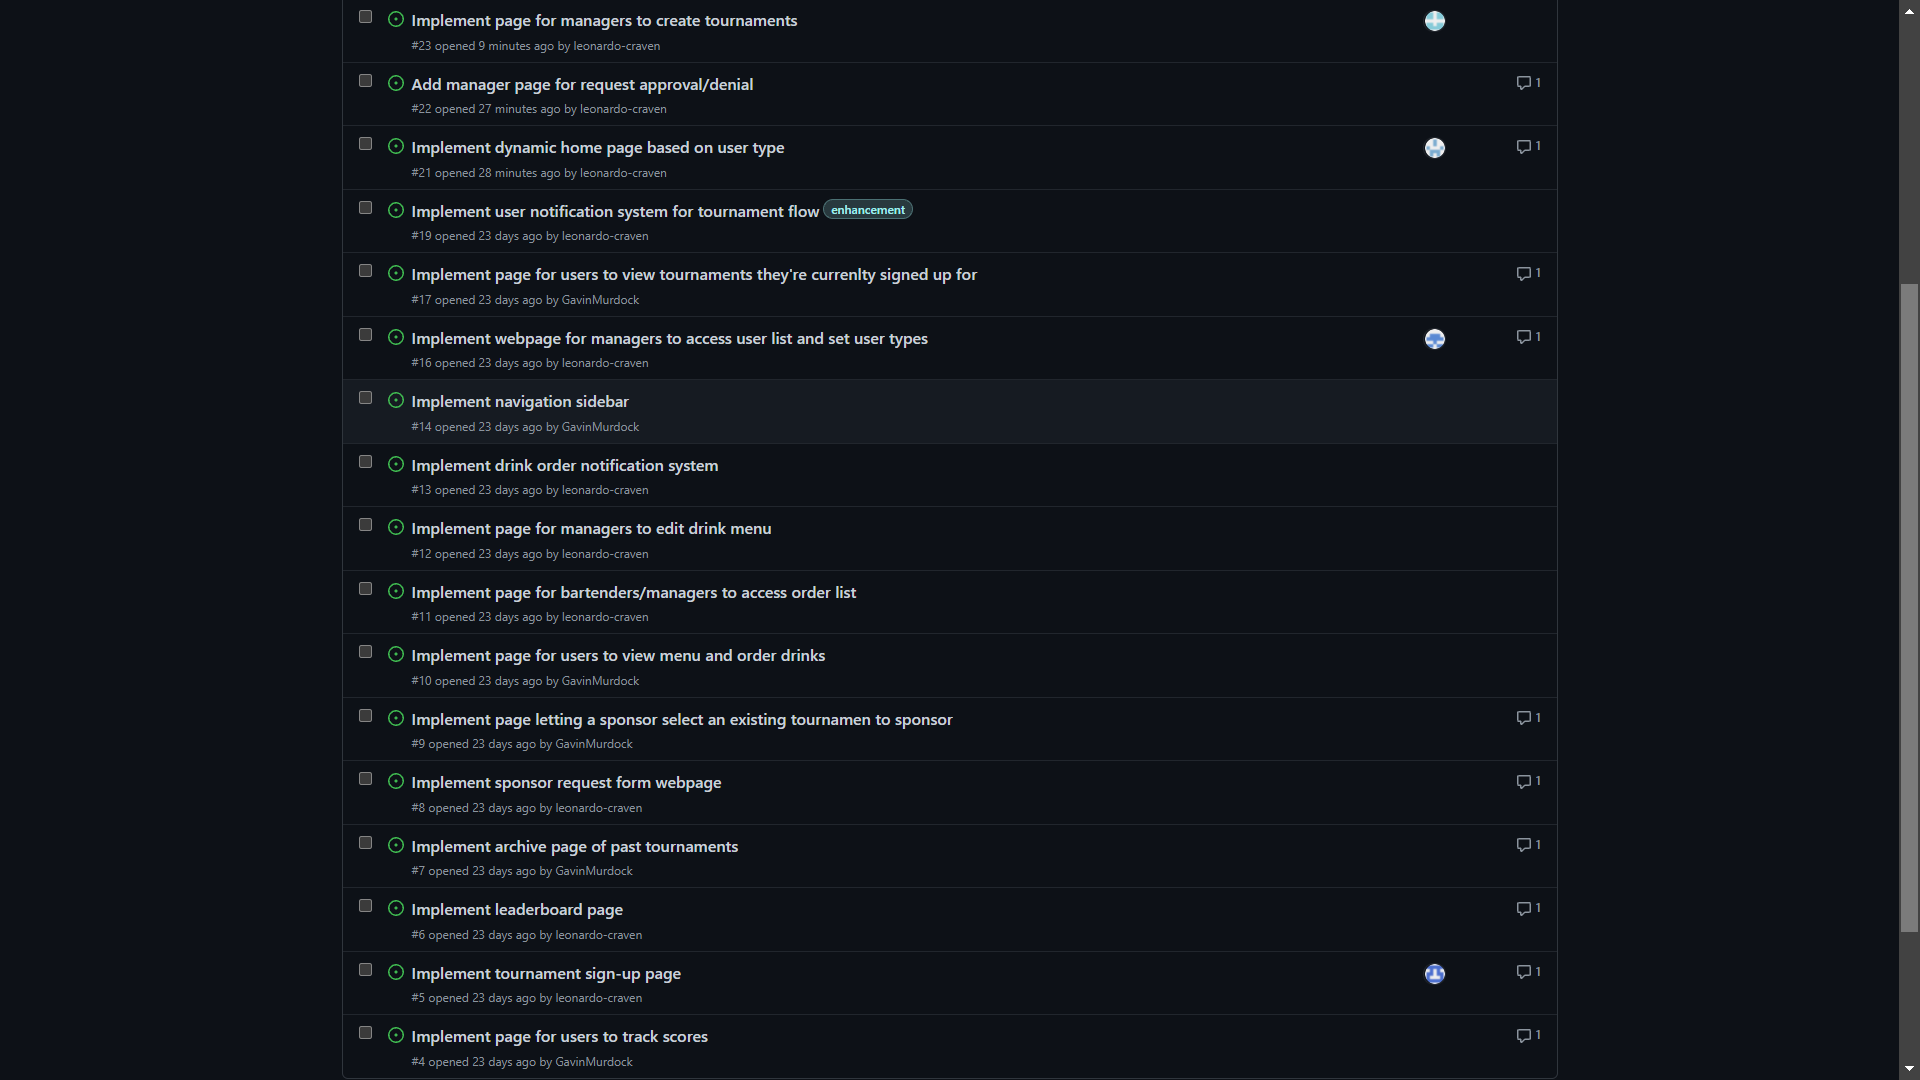 Implement page for managers to create tournaments
#23 opened 9 minutes ago by leonardo-craven
Add manager page for request approval/denial
1
#22 opened 27 minutes ago by leonardo-craven
Implement dynamic home page based on user type
1
#21 opened 28 minutes ago by leonardo-craven
Implement user notification system for tournament flow enhancement
#19 opened 23 days ago by leonardo-craven
Implement page for users to view tournaments they're currenlty signed up for
1
#17 opened 23 days ago by GavinMurdock
Implement webpage for managers to access user list and set user types
1
#16 opened 23 days ago by leonardo-craven
Implement navigation sidebar
#14 opened 23 days ago by GavinMurdock
Implement drink order notification system
#13 opened 23 days ago by leonardo-craven
Implement page for managers to edit drink menu
#12 opened 23 days ago by leonardo-craven
Implement page for bartenders/managers to access order list
#11 opened 23 days ago by leonardo-craven
Implement page for users to view menu and order drinks
#10 opened 23 days ago by GavinMurdock
Implement page letting a sponsor select an existing tournamen to sponsor
1
#9 opened 23 days ago by GavinMurdock
Implement sponsor request form webpage
1
#8 opened 23 days ago by leonardo-craven
Implement archive page of past tournaments
1
#7 opened 23 days ago by GavinMurdock
Implement leaderboard page
1
#6 opened 23 days ago by leonardo-craven
Implement tournament sign-up page
1
#5 opened 23 days ago by leonardo-craven
Implement page for users to track scores
1
#4 opened 23 days ago by GavinMurdock